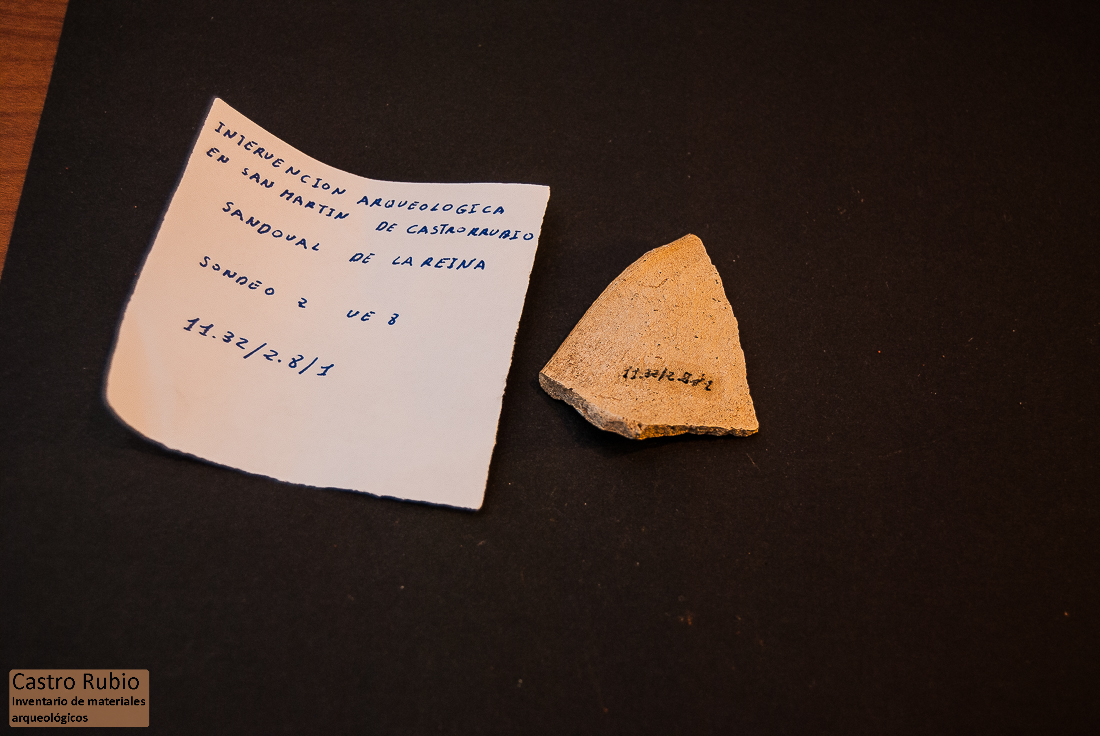 INTERVENCION ARQUEOLOGICA
EN SAN MARTIN DE CASTRORRUBIO
SANDOVAL DE LA REINA
SONDEO 2 UE 8
11.32/2.8/1
11.32/2.8/1
Castro Rubio
Inventario de materiales
arqueológicos